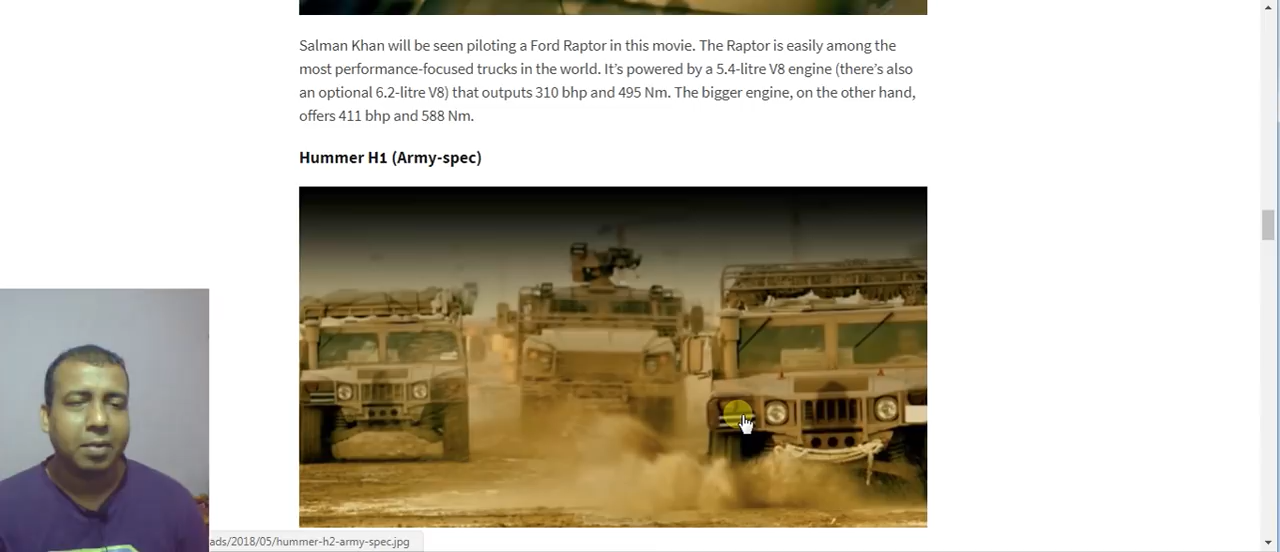 Salman Khan will be seen piloting a Ford Raptor in this movie. The Raptor is easily among the
most performance-focused trucks in the world. It’s powered by a 5.4-litre V8 engine (there’s also
an optional 6.2-litre V8) that outputs 310 bhp and 495 Nm. The bigger engine, on the other hand,
offers 411 bhp and 588 Nm.
Hummer H1 (Army-spec)
ads/2018/05/hummer-h2-army-spec.jpg